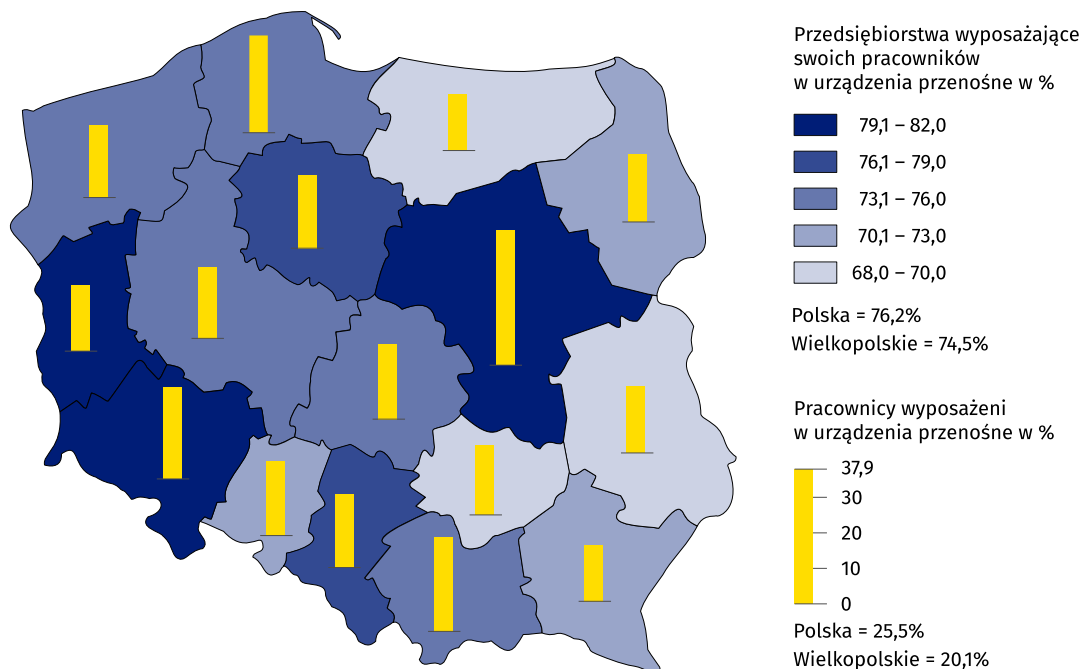 Przedsiębiorstwa wyposażające
swoich pracowników
w urządzenia przenośne w %
79,1 – 82,0
76,1 – 79,0
73,1 – 76,0
70,1 – 73,0
68,0 – 70,0
Polska = 76,2%
Wielkopolskie = 74,5%
Pracownicy wyposażeni
w urządzenia przenośne w %
37,9
30
20
10
0
Polska = 25,5%
Wielkopolskie = 20,1%